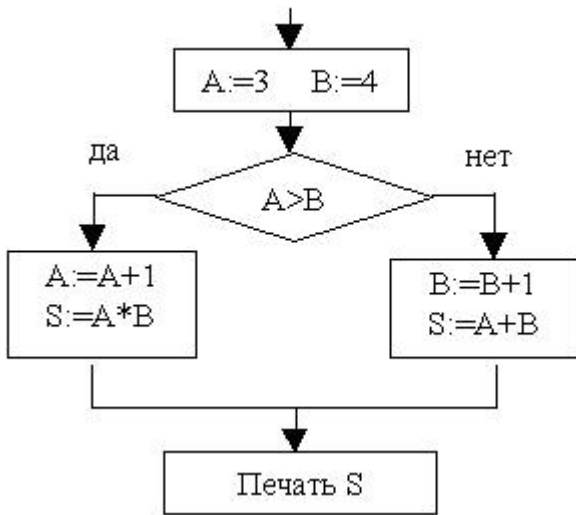 A:=3 B:=4
да
нет
A>B
A:=A+1
S:=A*B
B:=B+1
S:=A+B
Печать S